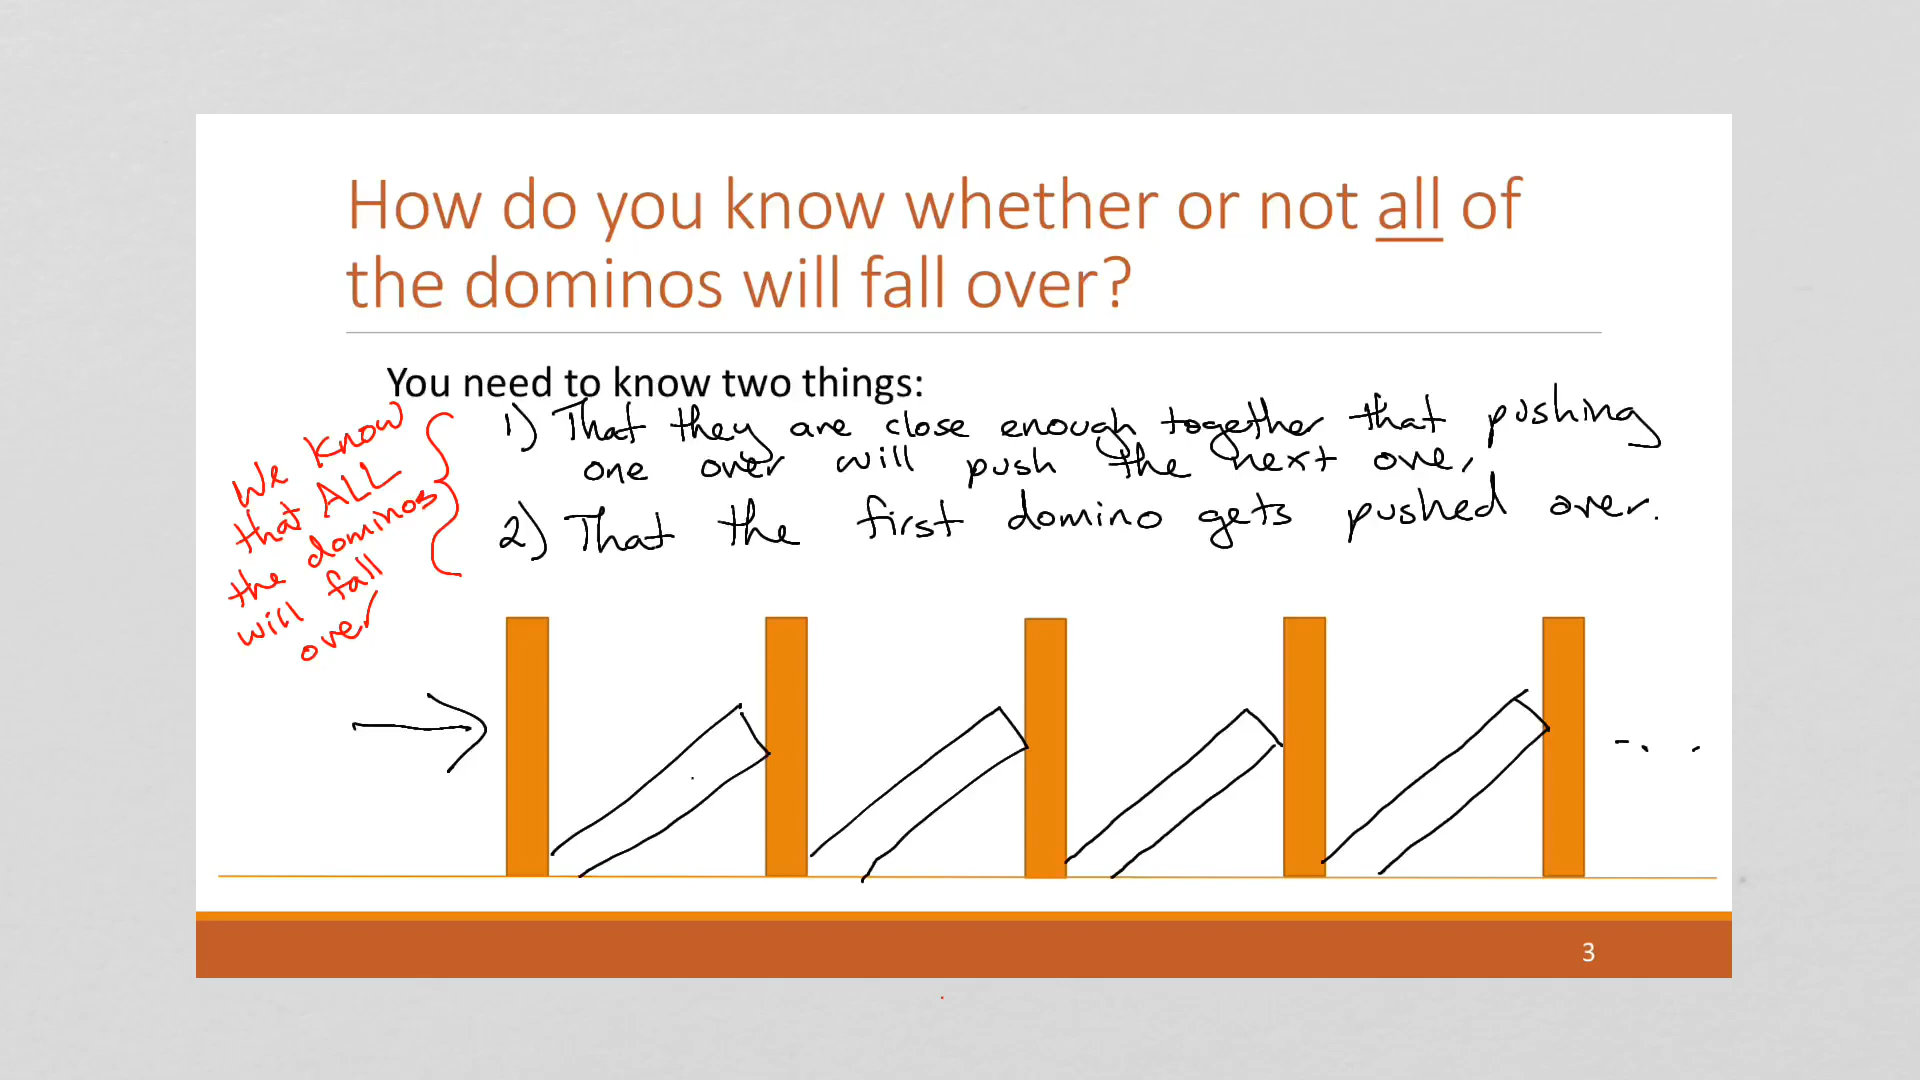 How do you know whether or not all of
the dominos will fall over?
You need to know two things:
1) That they are close enough together that pushing
one over will push the next one,
2) That the first domino gets pushed over.
We know
that ALL
the dominos
will fall
over
3